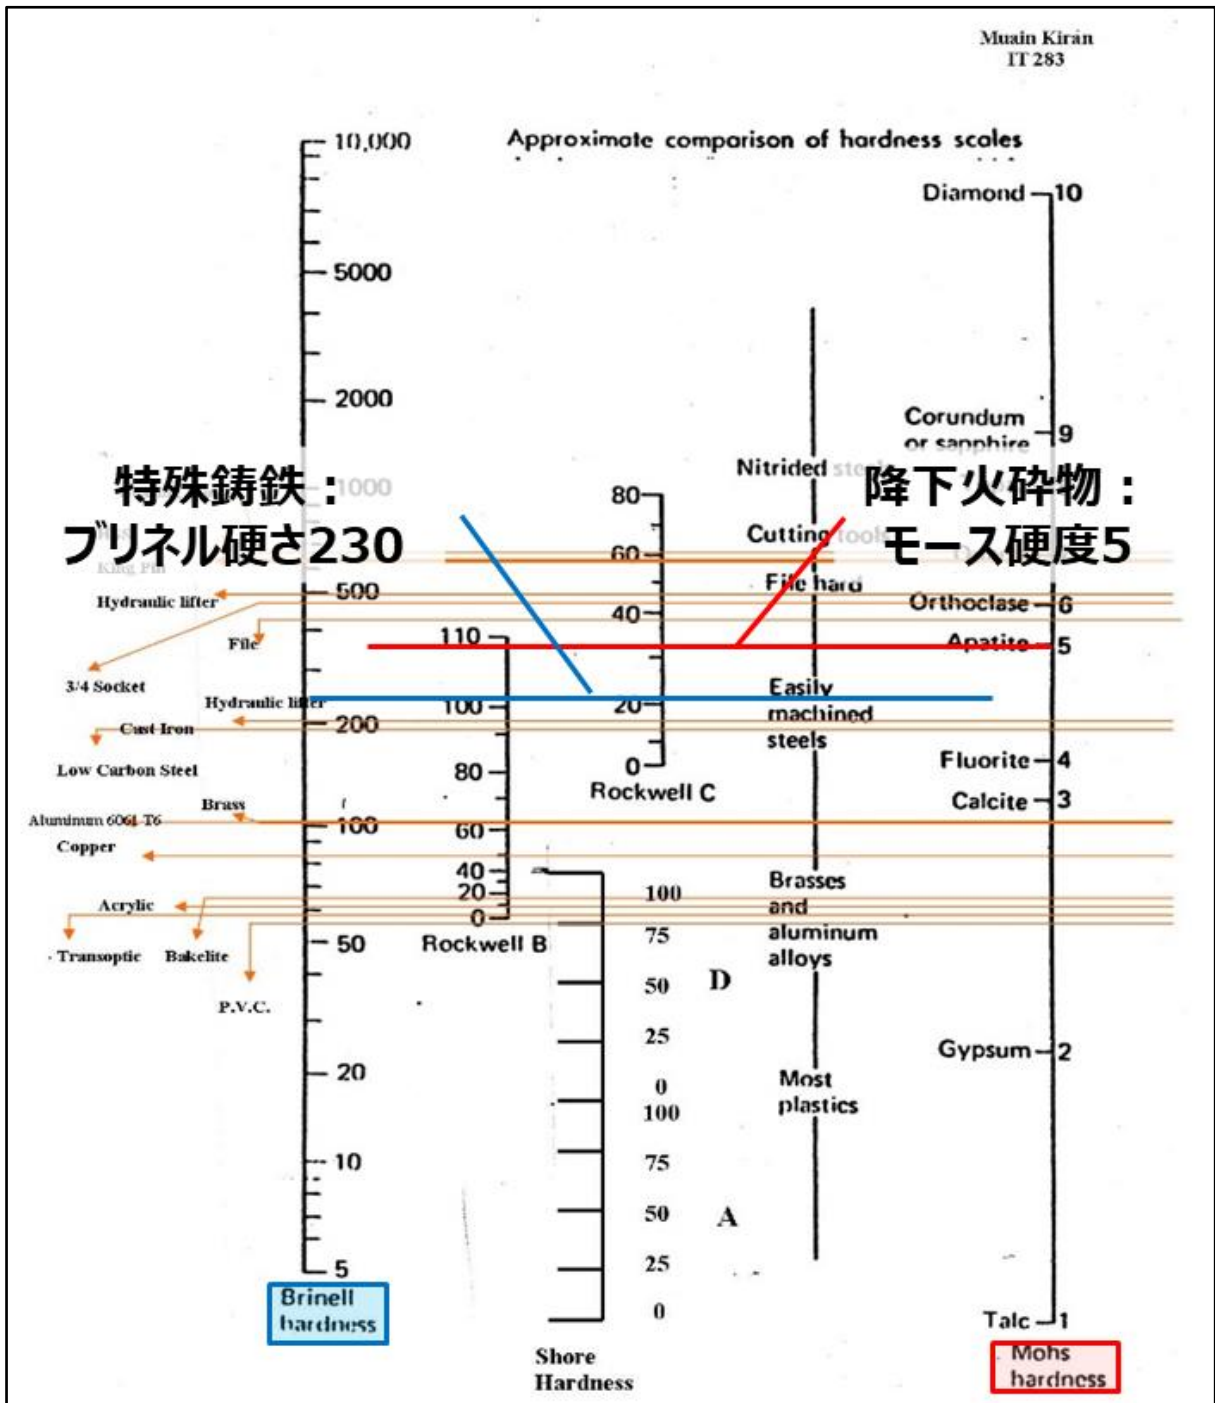 Muain Kirán
IT 283
Approximate comparison of hardness scales
10,000
5000
2000
1000
500
200
100
50
20
10
5
Brinell
hardness
特殊鋳鉄：
ブリネル硬さ230
King Pin
Hydraulic lifter
File
3/4 Socket
Hydraulic lifter
Cast Iron
Low Carbon Steel
Brass
Aluminum 6061 T6
Copper
Acrylic
Transoptic
Bakelite
P.V.C.
110
100
80
60
40
20
0
Rockwell B
80
60
40
20
0
Rockwell C
100
75
50
25
0
D
100
75
50
25
0
A
Shore
Hardness
Nitrided steels
Cutting tools
File hard
Easily
machined
steels
Brasses
and
aluminum
alloys
Most
plastics
降下火砕物：
モース硬度5
Diamond 10
Corundum
or sapphire 9
Orthoclase 6
Apatite 5
Fluorite 4
Calcite 3
Gypsum 2
Talc 1
Mohs
hardness